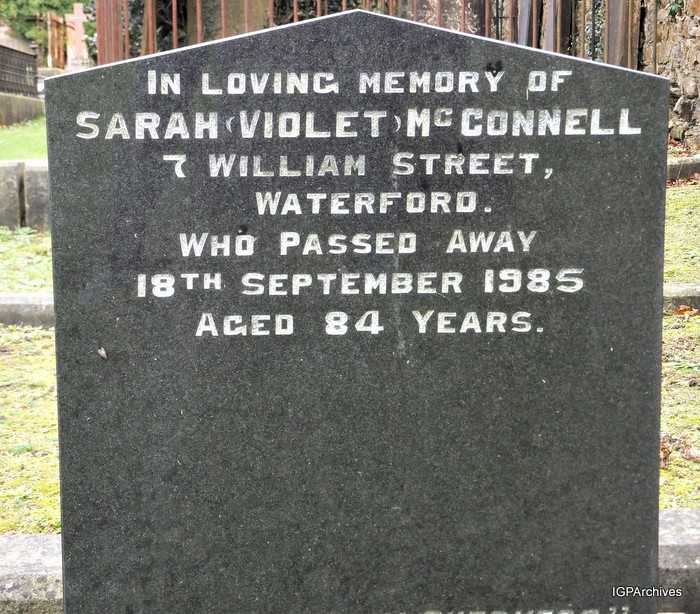 In loving memory of
Sarah (Violet) McConnell
7 William Street,
Waterford.
Who Passed Away
18th September 1985
Aged 84 Years.
IGPArchives